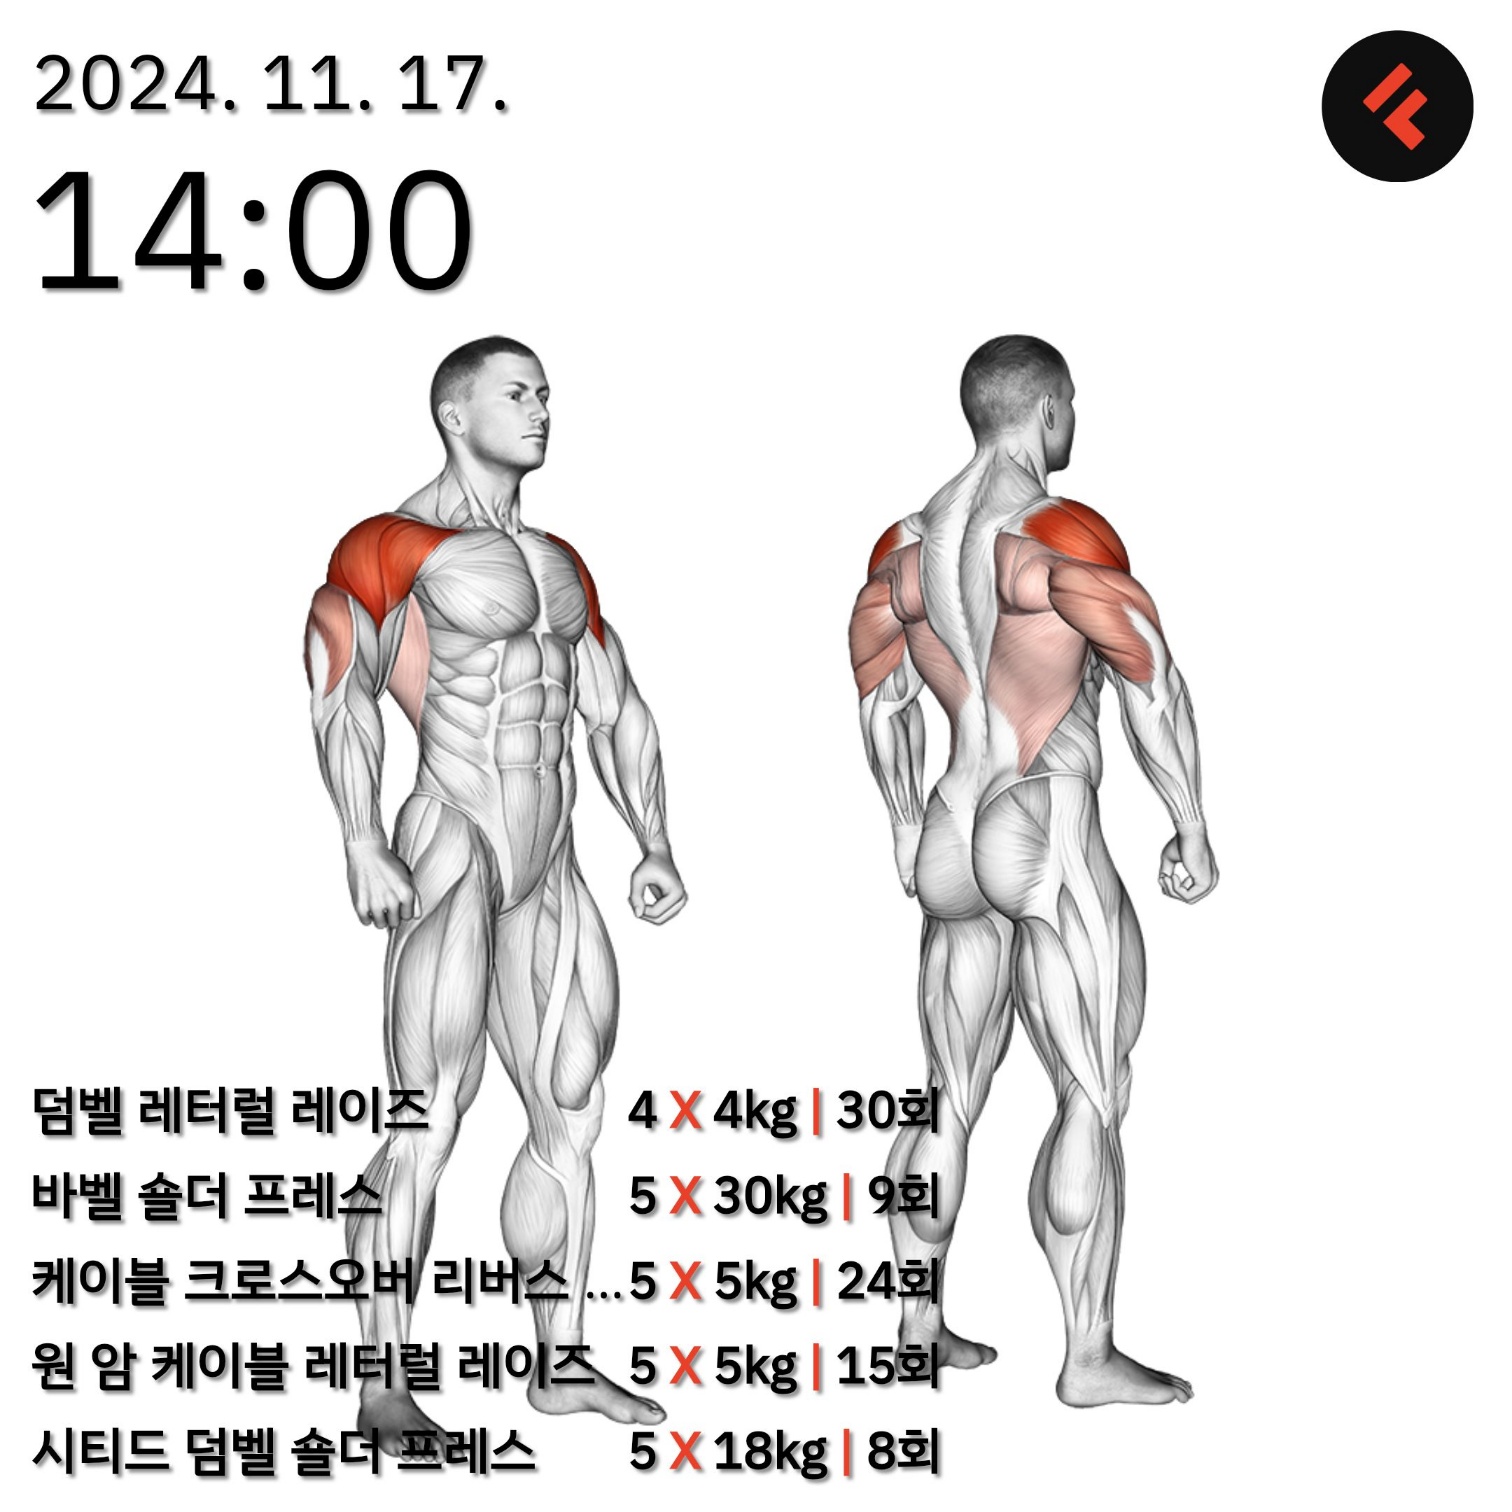 2024. 11. 17.
14:00
덤벨 레터럴 레이즈 4 X 4kg | 30회
바벨 숄더 프레스 5 X 30kg | 9회
케이블 크로스오버 리버스 ... 5 X 5kg | 24회
원 암 케이블 레터럴 레이즈 5 X 5kg | 15회
시티드 덤벨 숄더 프레스 5 X 18kg | 8회